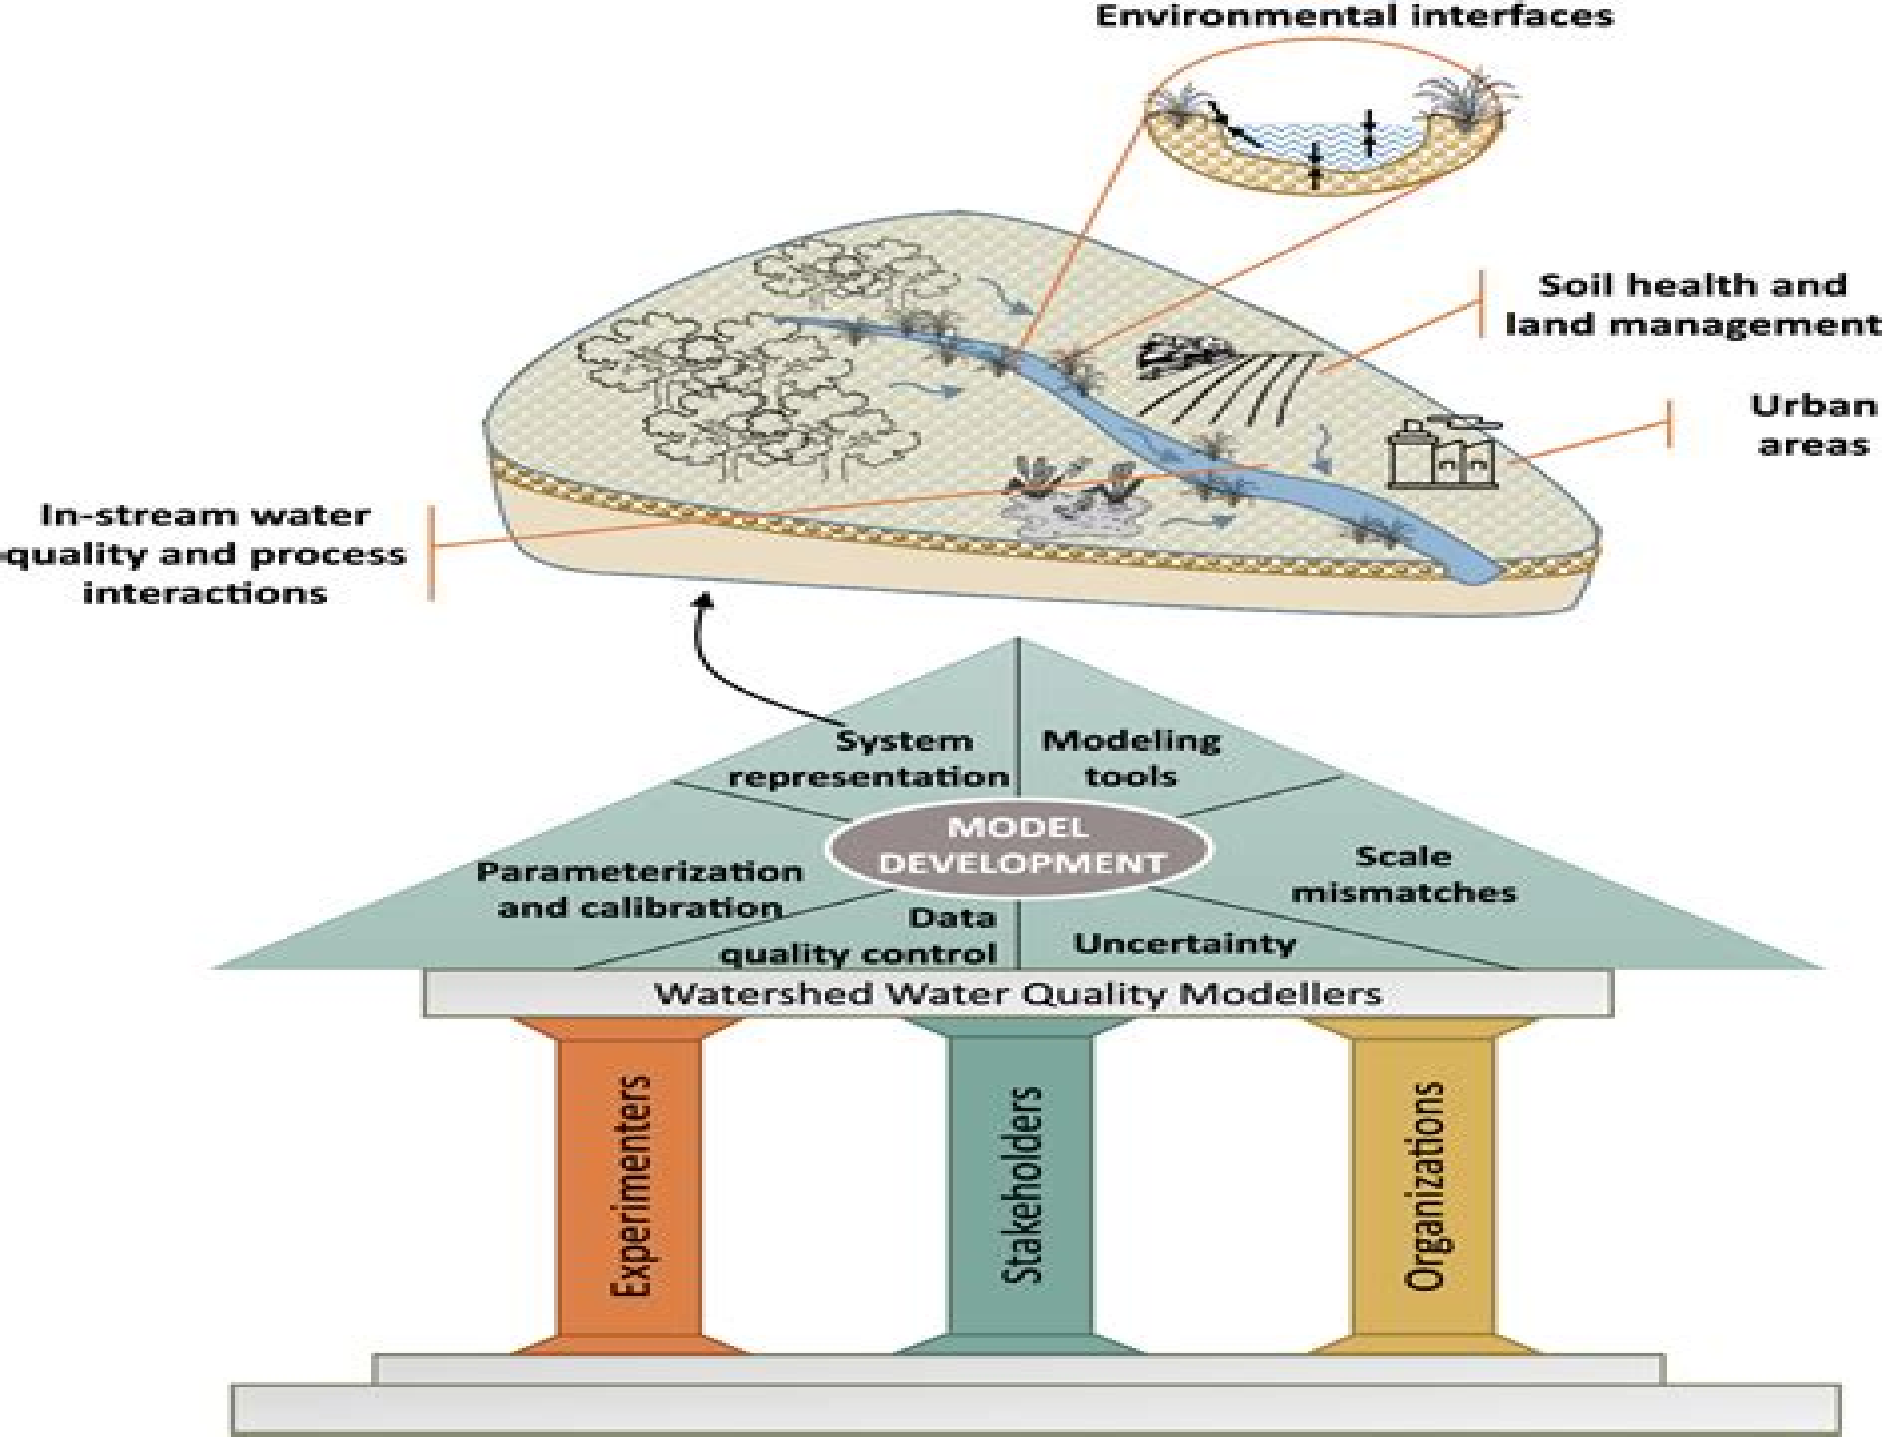 Environmental interfaces
Soil health and
land management
Urban
areas
In-stream water
quality and process
interactions
System
representation
Modeling
tools
MODEL
DEVELOPMENT
Parameterization
and calibration
Scale
mismatches
Data
quality control
Uncertainty
Watershed Water Quality Modellers
Experimenters
Stakeholders
Organizations